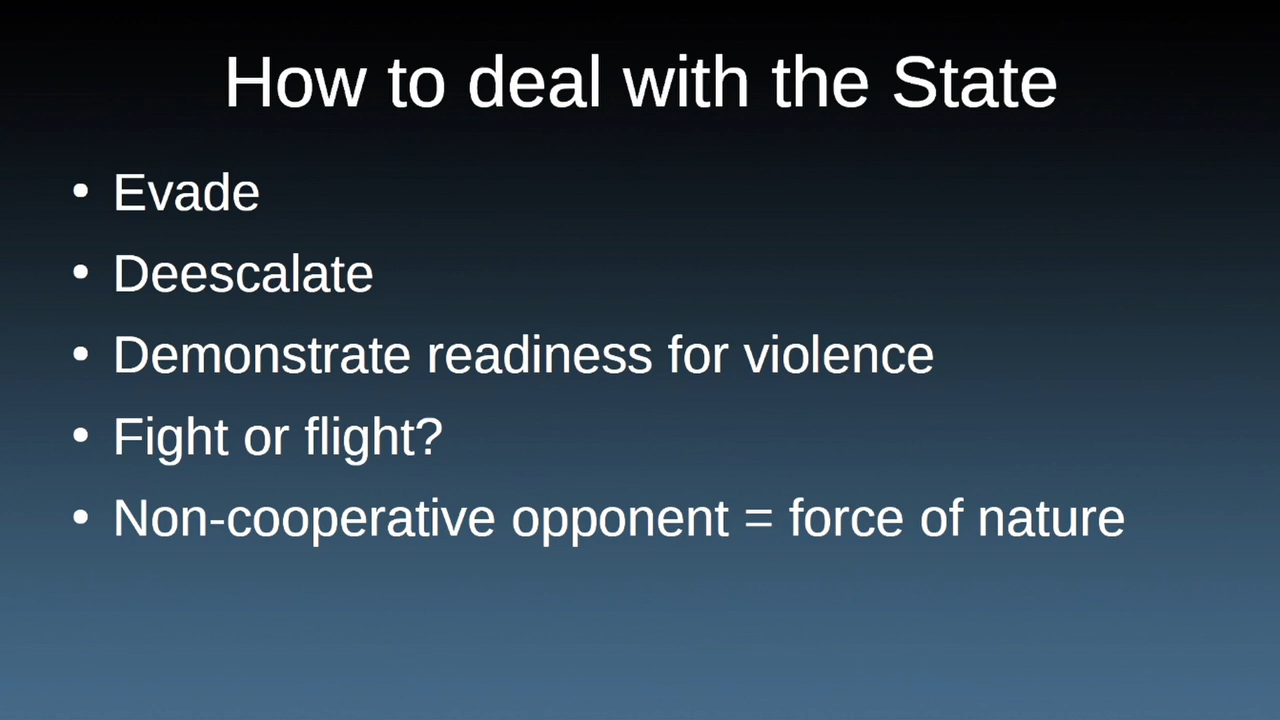 How to deal with the State
• Evade
• Deescalate
• Demonstrate readiness for violence
• Fight or flight?
• Non-cooperative opponent = force of nature